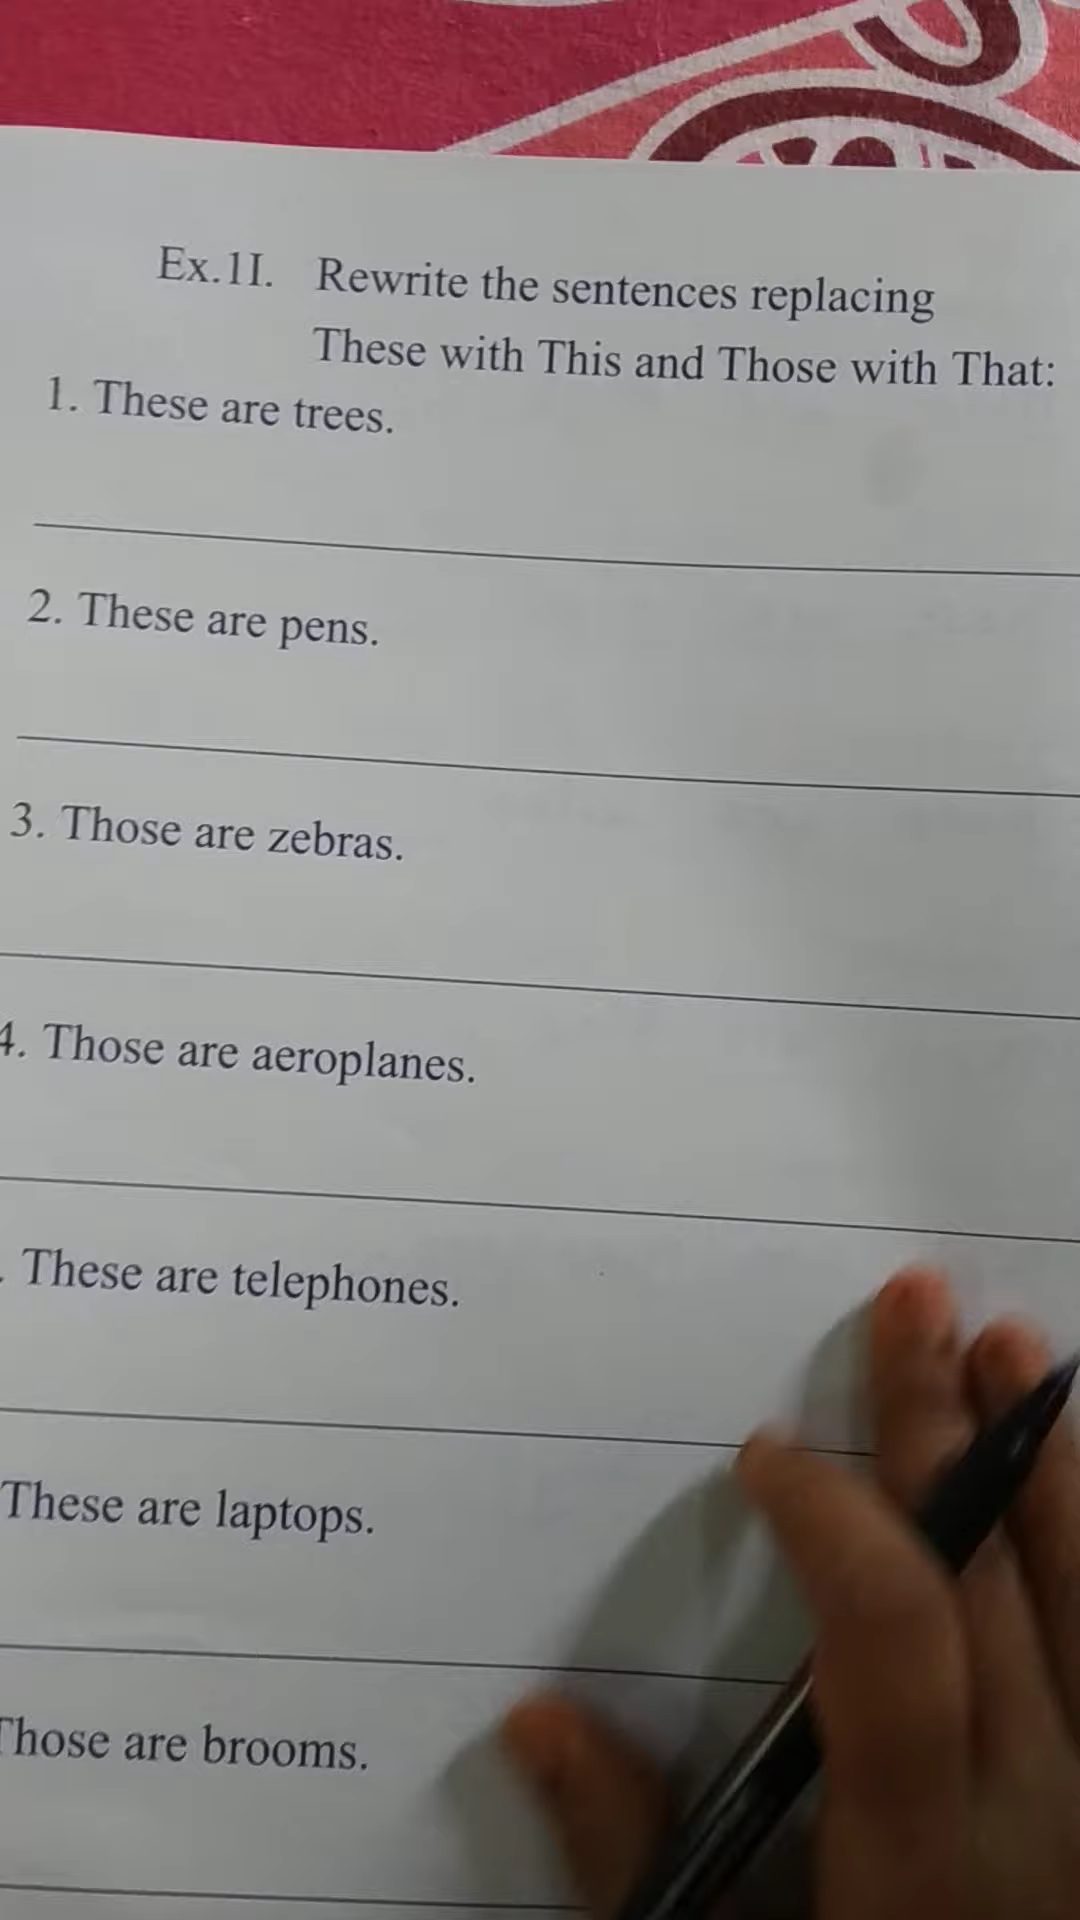 Ex.1I. Rewrite the sentences replacing
These with This and Those with That:
1. These are trees.
2. These are pens.
3. Those are zebras.
4. Those are aeroplanes.
. These are telephones.
These are laptops.
Those are brooms.